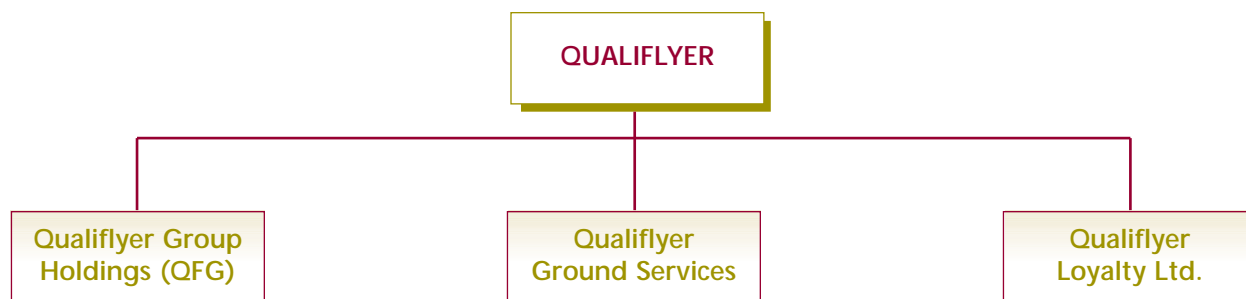 QUALIFLYER
Qualiflyer Group
Holdings (QFG)
Qualiflyer
Ground Services
Qualiflyer
Loyalty Ltd.